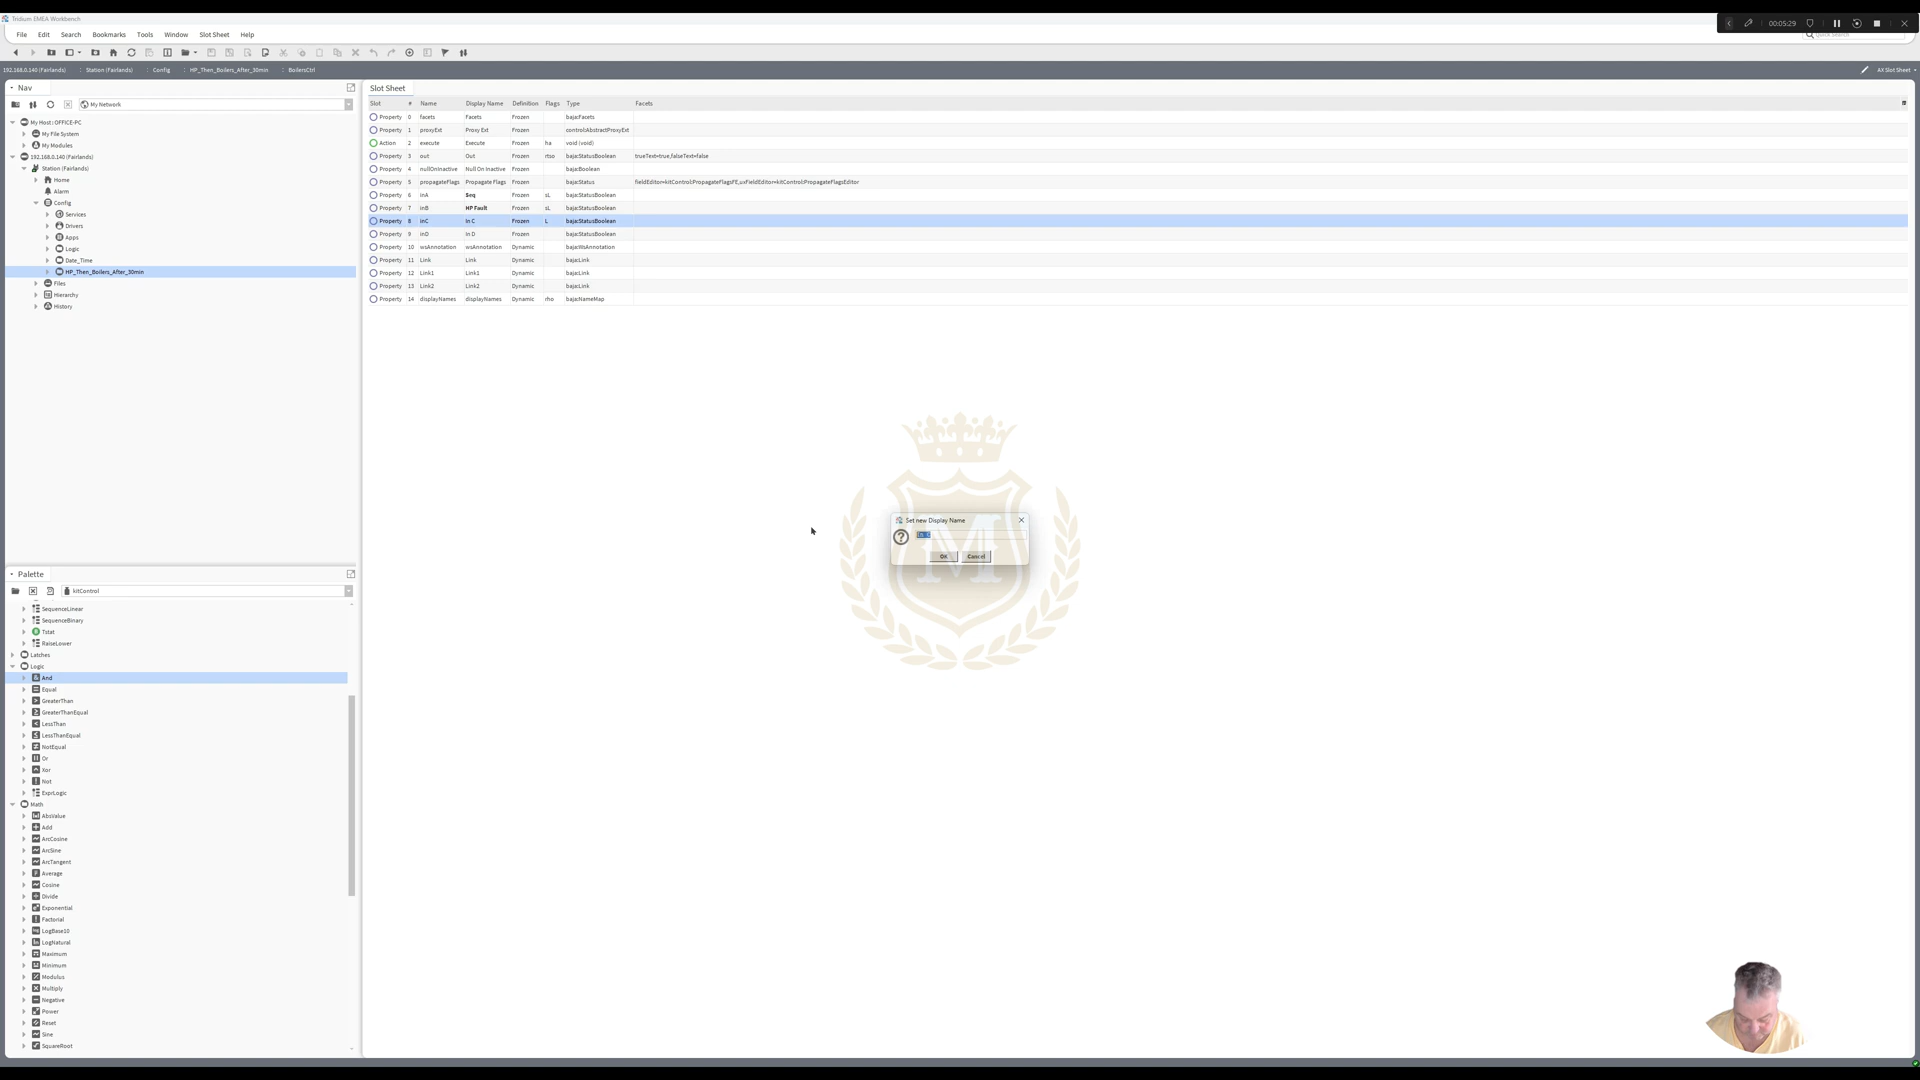 Tridium EMEA Workbench
00:05:29
File Edit Search Bookmarks Tools Window Slot Sheet Help
Quick Search
192.168.0.140 (Fairlands) : Station (Fairlands) : Config : HP_Then_Boilers_After_30min : BoilersCtrl
AX Slot Sheet
Nav
My Network
My Host : OFFICE-PC
My File System
My Modules
192.168.0.140 (Fairlands)
Station (Fairlands)
Home
Alarm
Config
Services
Drivers
Apps
Logic
Date_Time
HP_Then_Boilers_After_30min
Files
Hierarchy
History
Palette
kitControl
SequenceLinear
SequenceBinary
Tstat
RaiseLower
Latches
Logic
And
Equal
GreaterThan
GreaterThanEqual
LessThan
LessThanEqual
NotEqual
Or
Xor
Not
ExprLogic
Math
AbsValue
Add
ArcCosine
ArcSine
ArcTangent
Average
Cosine
Divide
Exponential
Factorial
LogBase10
LogNatural
Maximum
Minimum
Modulus
Multiply
Negative
Power
Reset
Sine
SquareRoot
Slot Sheet
Slot # Name Display Name Definition Flags Type Facets
Property 0 facets Facets Frozen baja:Facets
Property 1 proxyExt Proxy Ext Frozen control:AbstractProxyExt
Action 2 execute Execute Frozen ha void (void)
Property 3 out Out Frozen rtso baja:StatusBoolean trueText=true,falseText=false
Property 4 nullOnInactive Null On Inactive Frozen baja:Boolean
Property 5 propagateFlags Propagate Flags Frozen baja:Status fieldEditor=kitControl:PropagateFlagsFE,uxFieldEditor=kitControl:PropagateFlagsEditor
Property 6 inA Seq Frozen sL baja:StatusBoolean
Property 7 inB HP Fault Frozen sL baja:StatusBoolean
Property 8 inC In C Frozen L baja:StatusBoolean
Property 9 inD In D Frozen baja:StatusBoolean
Property 10 wsAnnotation wsAnnotation Dynamic baja:WsAnnotation
Property 11 Link Link Dynamic baja:Link
Property 12 Link1 Link1 Dynamic baja:Link
Property 13 Link2 Link2 Dynamic baja:Link
Property 14 displayNames displayNames Dynamic rho baja:NameMap
Set new Display Name
In C
OK Cancel
M